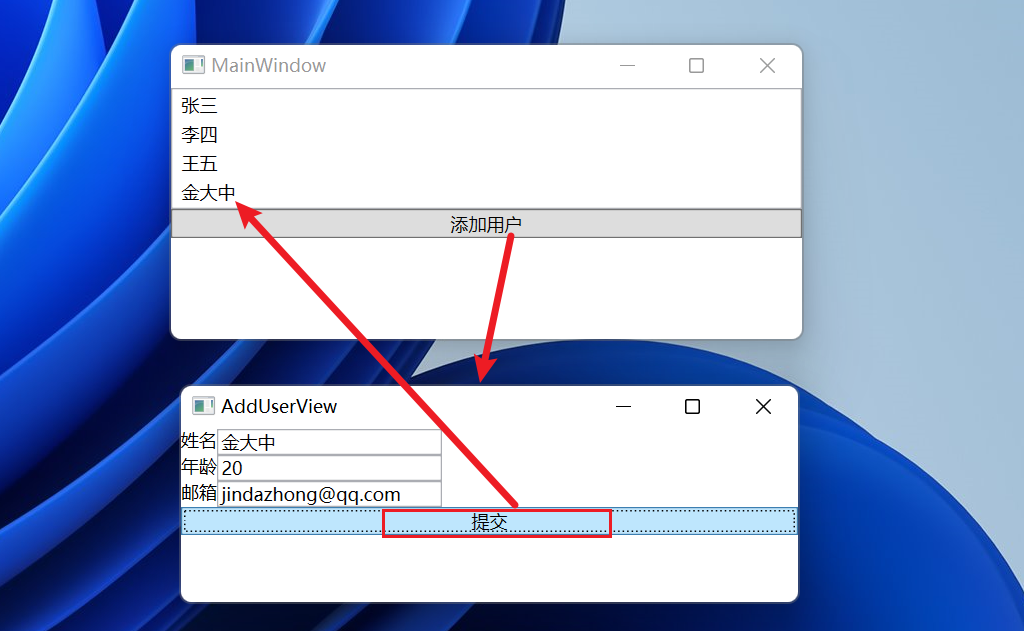 MainWindow
张三
李四
王五
金大中
添加用户
AddUserView
姓名 金大中
年龄 20
邮箱 jindazhong@qq.com
提交